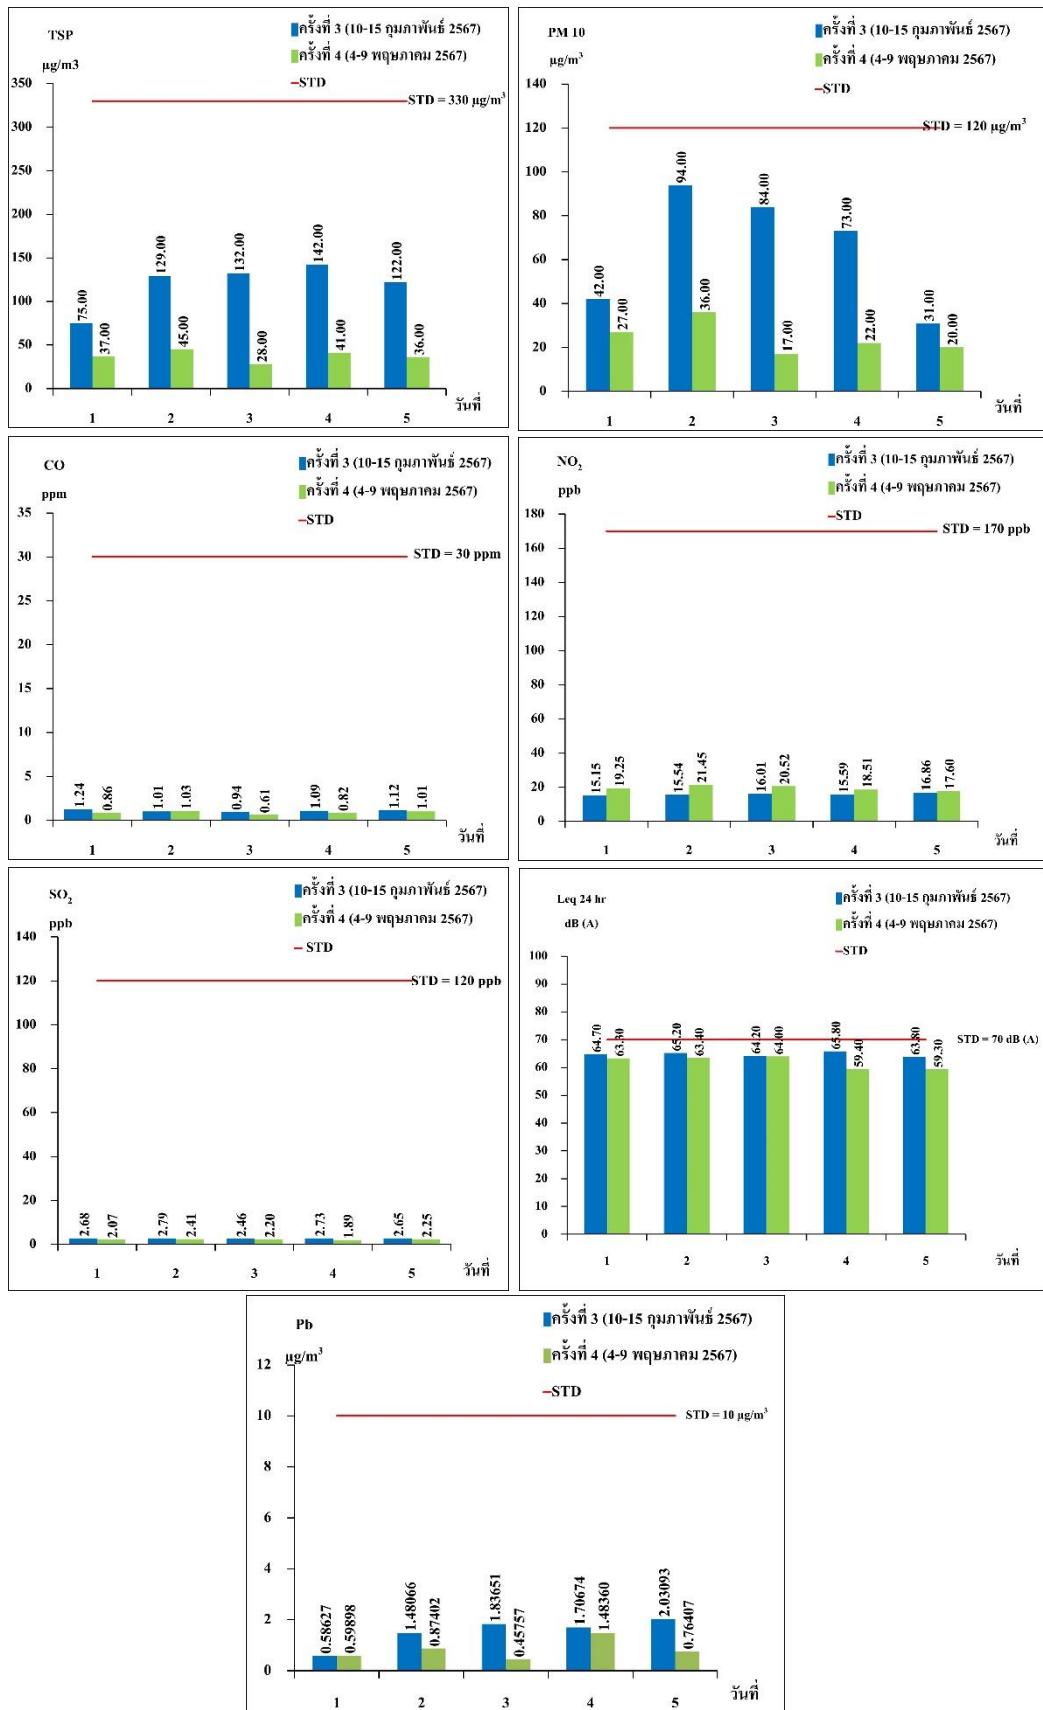 TSP
µg/m3
ครั้งที่ 3 (10-15 กุมภาพันธ์ 2567)
ครั้งที่ 4 (4-9 พฤษภาคม 2567)
STD
STD = 330 µg/m³
350
300
250
200
150
100
50
0
75.00
37.00
129.00
45.00
132.00
28.00
142.00
41.00
122.00
36.00
1 2 3 4 5
วันที่
PM 10
µg/m³
ครั้งที่ 3 (10-15 กุมภาพันธ์ 2567)
ครั้งที่ 4 (4-9 พฤษภาคม 2567)
STD
STD = 120 µg/m³
140
120
100
80
60
40
20
0
42.00
27.00
94.00
36.00
84.00
17.00
73.00
22.00
31.00
20.00
1 2 3 4 5
วันที่
CO
ppm
ครั้งที่ 3 (10-15 กุมภาพันธ์ 2567)
ครั้งที่ 4 (4-9 พฤษภาคม 2567)
STD
STD = 30 ppm
35
30
25
20
15
10
5
0
1.24
0.86
1.01
1.03
0.94
0.61
1.09
0.82
1.12
1.01
1 2 3 4 5
วันที่
NO₂
ppb
ครั้งที่ 3 (10-15 กุมภาพันธ์ 2567)
ครั้งที่ 4 (4-9 พฤษภาคม 2567)
STD
STD = 170 ppb
180
160
140
120
100
80
60
40
20
0
15.15
19.25
15.54
21.45
16.01
20.52
15.59
18.51
16.86
17.60
1 2 3 4 5
วันที่
SO₂
ppb
ครั้งที่ 3 (10-15 กุมภาพันธ์ 2567)
ครั้งที่ 4 (4-9 พฤษภาคม 2567)
STD
STD = 120 ppb
140
120
100
80
60
40
20
0
2.68
2.07
2.79
2.41
2.46
2.20
2.73
1.89
2.65
2.25
1 2 3 4 5
วันที่
Leq 24 hr
dB (A)
ครั้งที่ 3 (10-15 กุมภาพันธ์ 2567)
ครั้งที่ 4 (4-9 พฤษภาคม 2567)
STD
STD = 70 dB (A)
100
90
80
70
60
50
40
30
20
10
0
64.70
63.30
65.20
63.40
64.20
64.00
65.80
59.40
63.80
59.30
1 2 3 4 5
วันที่
Pb
µg/m³
ครั้งที่ 3 (10-15 กุมภาพันธ์ 2567)
ครั้งที่ 4 (4-9 พฤษภาคม 2567)
STD
STD = 10 µg/m³
12
10
8
6
4
2
0
0.58627
0.59898
1.48066
0.87402
1.83651
0.45757
1.70674
1.48360
2.03093
0.76407
1 2 3 4 5
วันที่